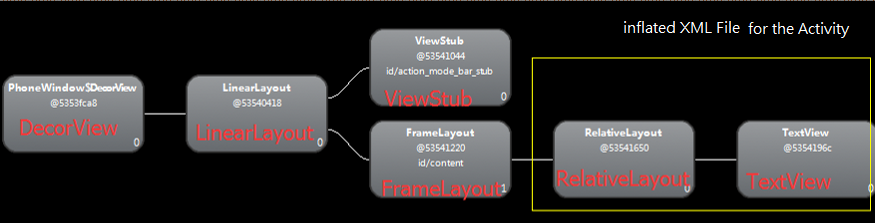 inflated XML File for the Activity
ViewStub
@53541044
id/action_mode_bar_stub
0
ViewStub
PhoneWindow$DecorView
@5353fca8
DecorView
0
LinearLayout
@53540418
LinearLayout
0
FrameLayout
@53541220
id/content
FrameLayout
1
RelativeLayout
@53541650
RelativeLayout
0
TextView
@5354196c
TextView
0